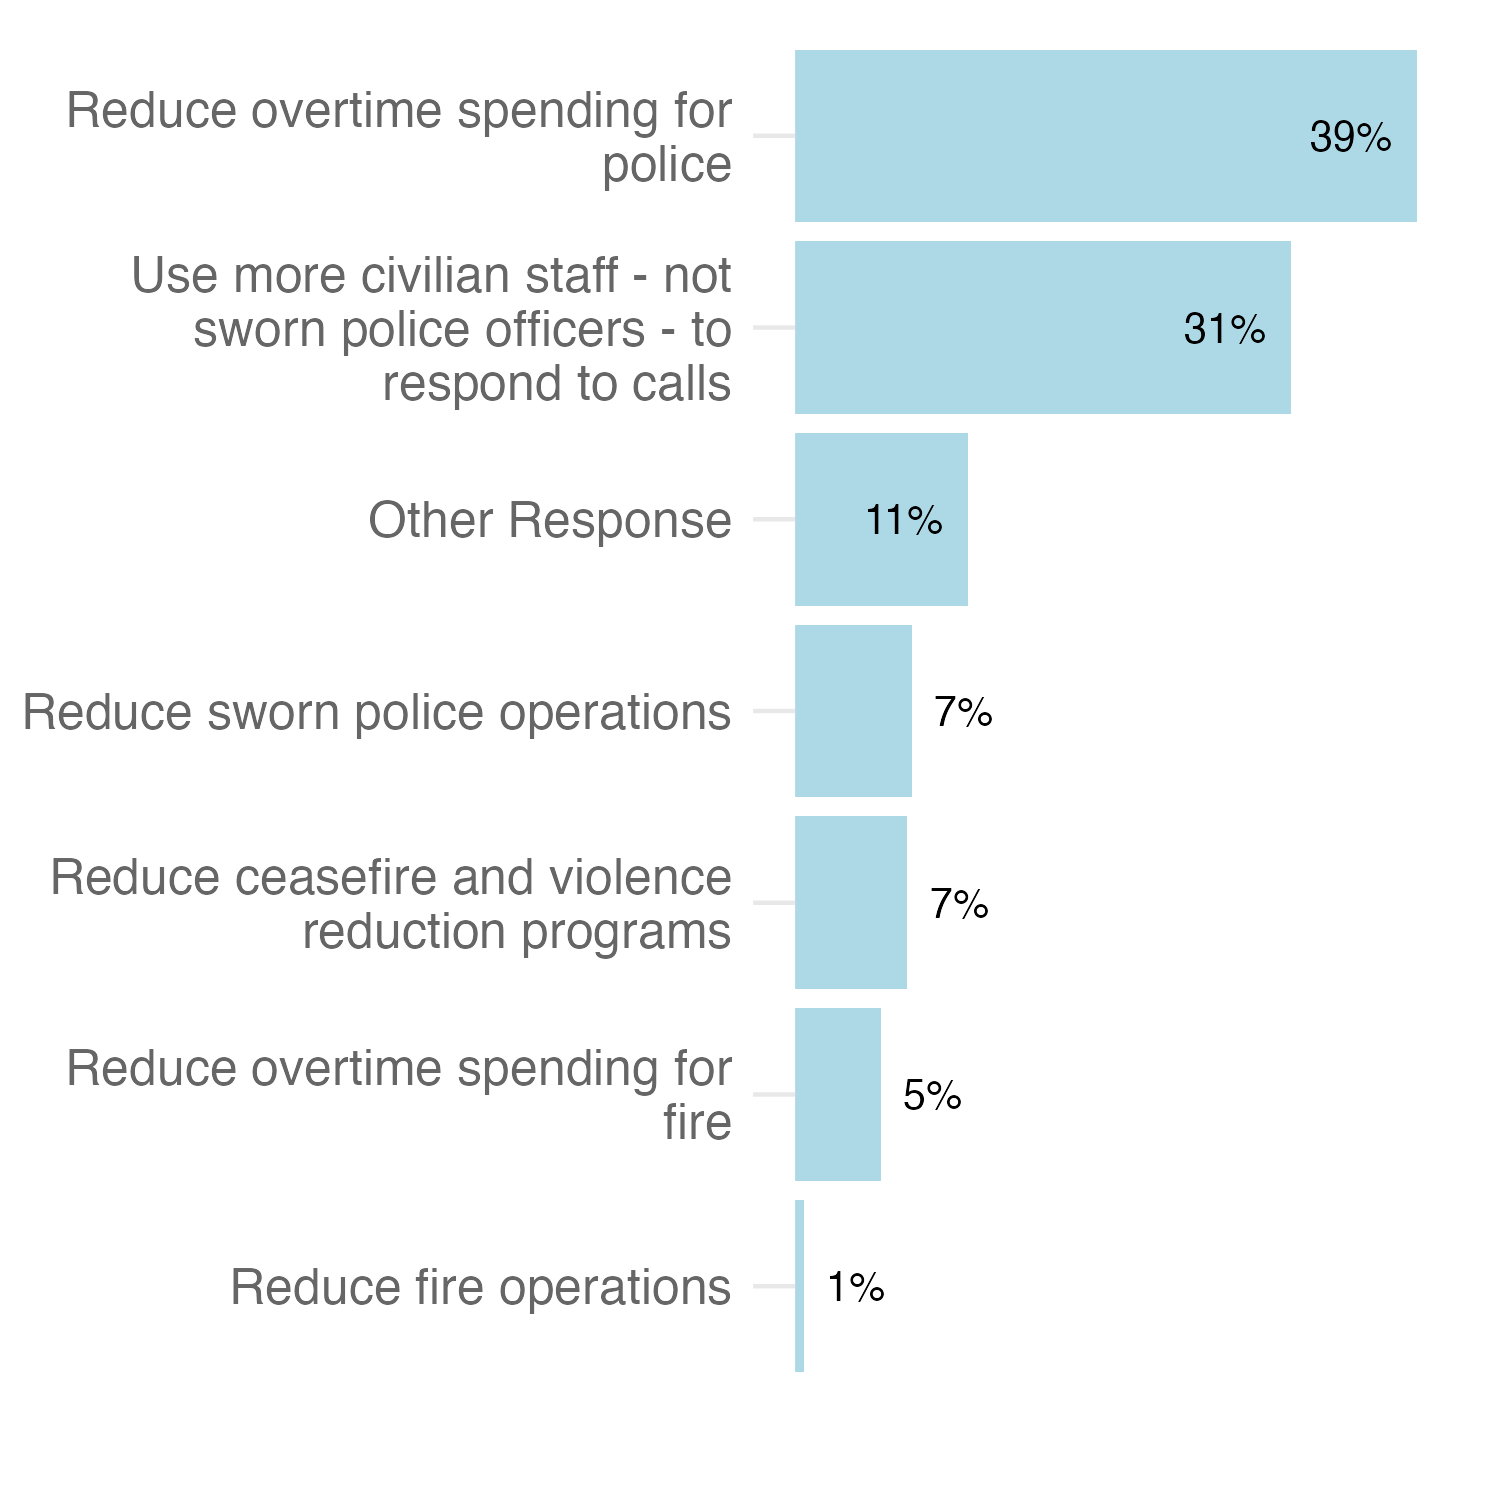 Reduce overtime spending for
police
39%
Use more civilian staff - not
sworn police officers - to
respond to calls
31%
Other Response
11%
Reduce sworn police operations
7%
Reduce ceasefire and violence
reduction programs
7%
Reduce overtime spending for
fire
5%
Reduce fire operations
1%